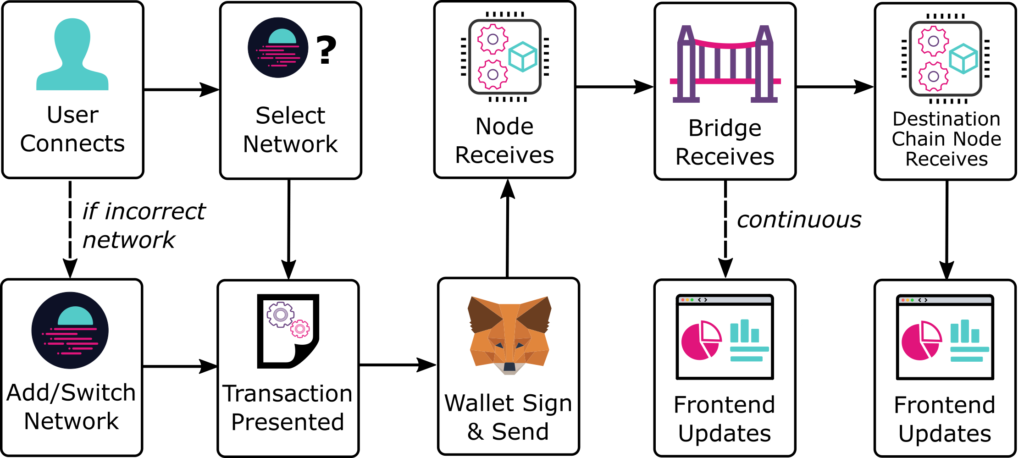 User
Connects
?
Select
Network
Node
Receives
Bridge
Receives
Destination
Chain Node
Receives
if incorrect
network
continuous
Add/Switch
Network
Transaction
Presented
Wallet Sign
& Send
Frontend
Updates
Frontend
Updates